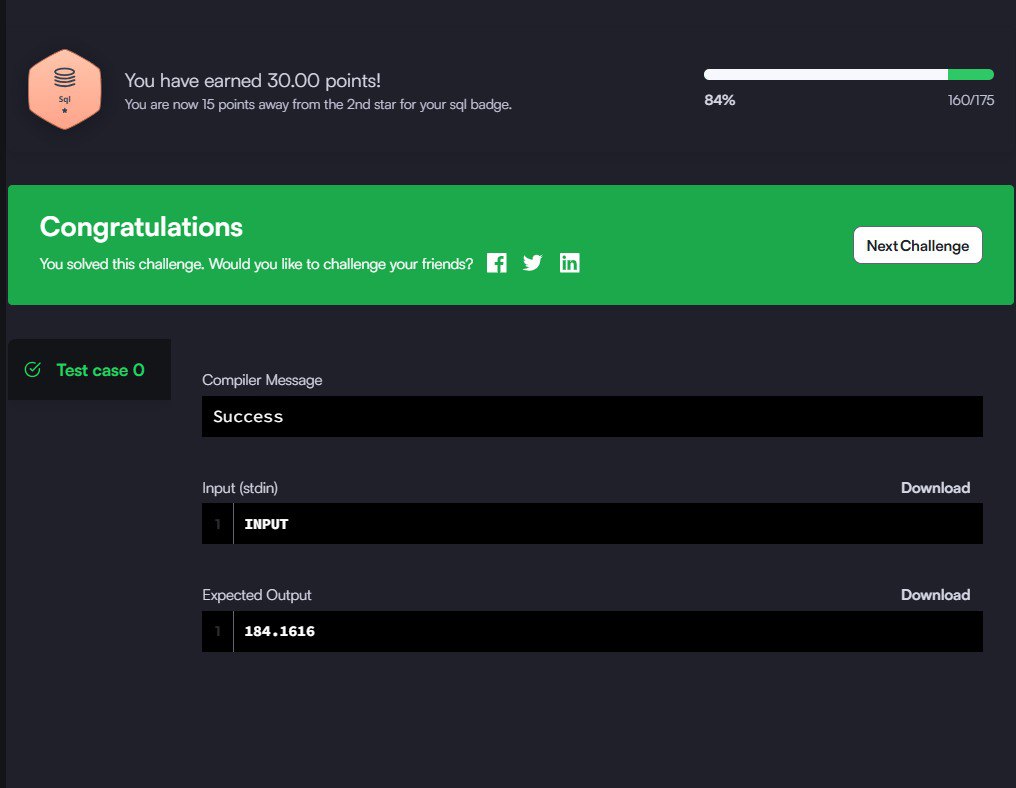 Sql
You have earned 30.00 points!
You are now 15 points away from the 2nd star for your sql badge.
84%
160/175
Congratulations
You solved this challenge. Would you like to challenge your friends?
Next Challenge
Test case 0
Compiler Message
Success
Input (stdin)
Download
1 INPUT
Expected Output
Download
1 184.1616